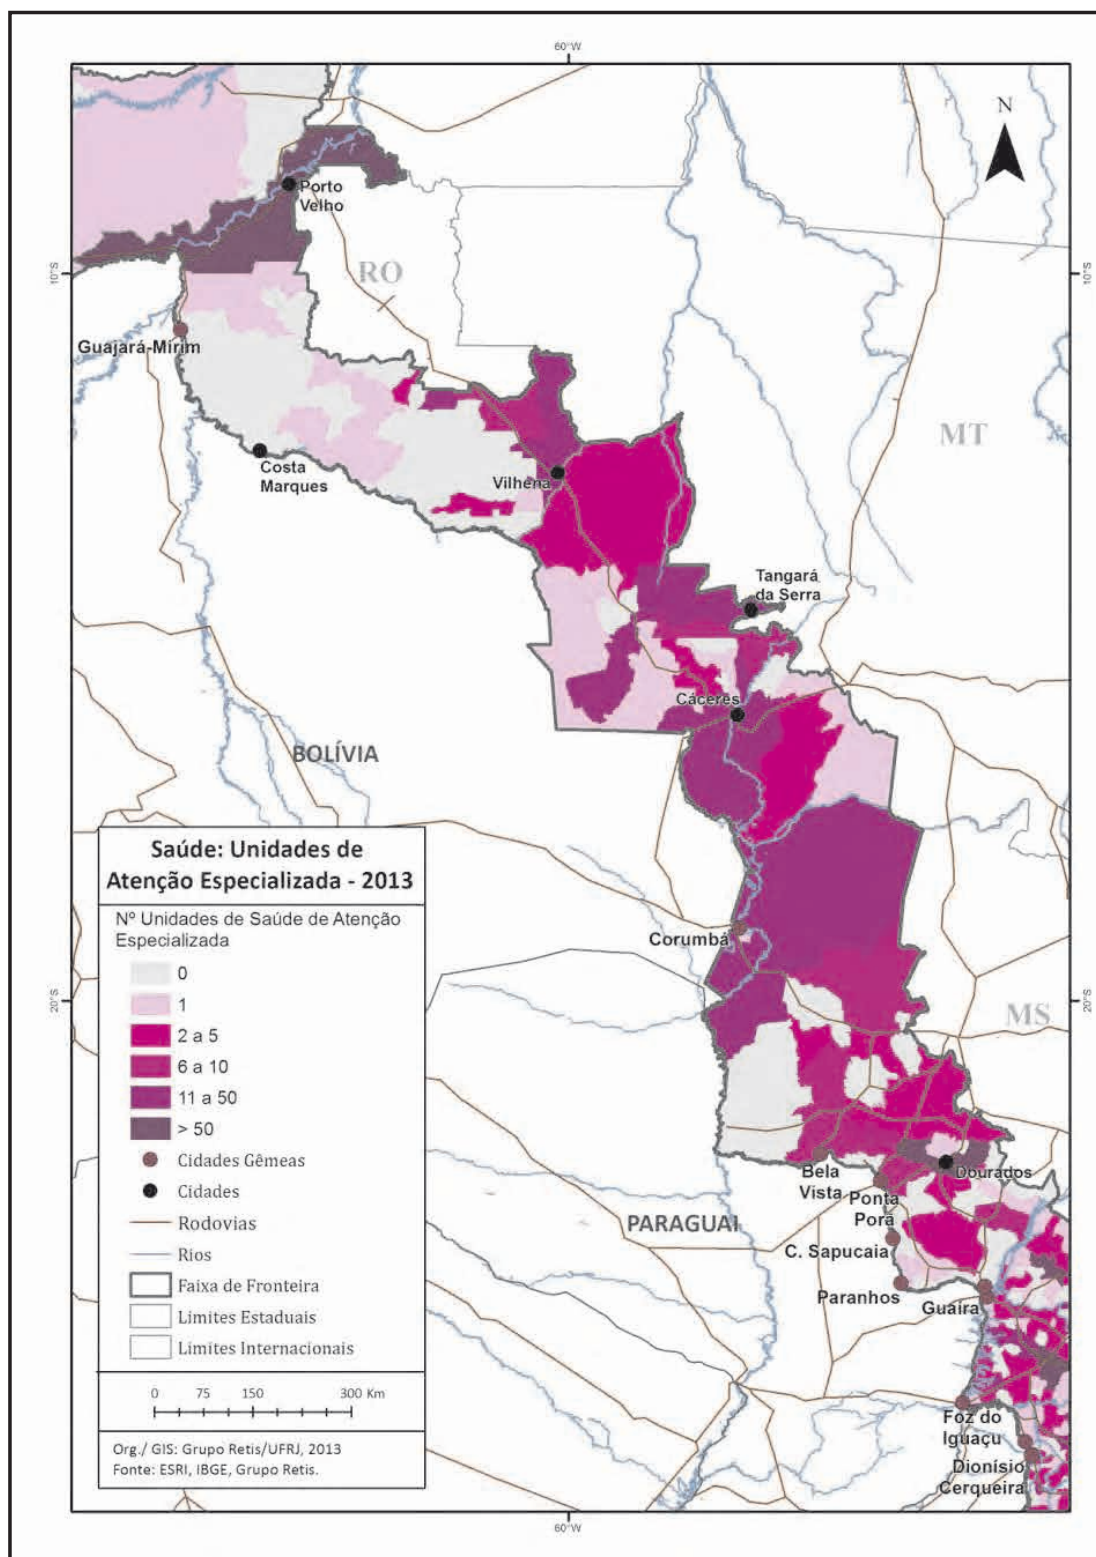 60°W
N
Porto
Velho
10°S
RO
10°S
Guajará-Mirim
MT
Costa
Marques
Vilhena
Tangará
da Serra
Cáceres
BOLÍVIA
Saúde: Unidades de
Atenção Especializada - 2013
Nº Unidades de Saúde de Atenção
Especializada
0
1
2 a 5
6 a 10
11 a 50
> 50
Cidades Gêmeas
Cidades
Rodovias
Rios
Faixa de Fronteira
Limites Estaduais
Limites Internacionais
0 75 150 300 Km
Org./ GIS: Grupo Retis/UFRJ, 2013
Fonte: ESRI, IBGE, Grupo Retis.
Corumbá
20°S
MS
20°S
Bela
Vista
Dourados
Ponta
Porã
PARAGUAI
C. Sapucaia
Paranhos
Guaíra
Foz do
Iguaçu
Dionísio
Cerqueira
60°W